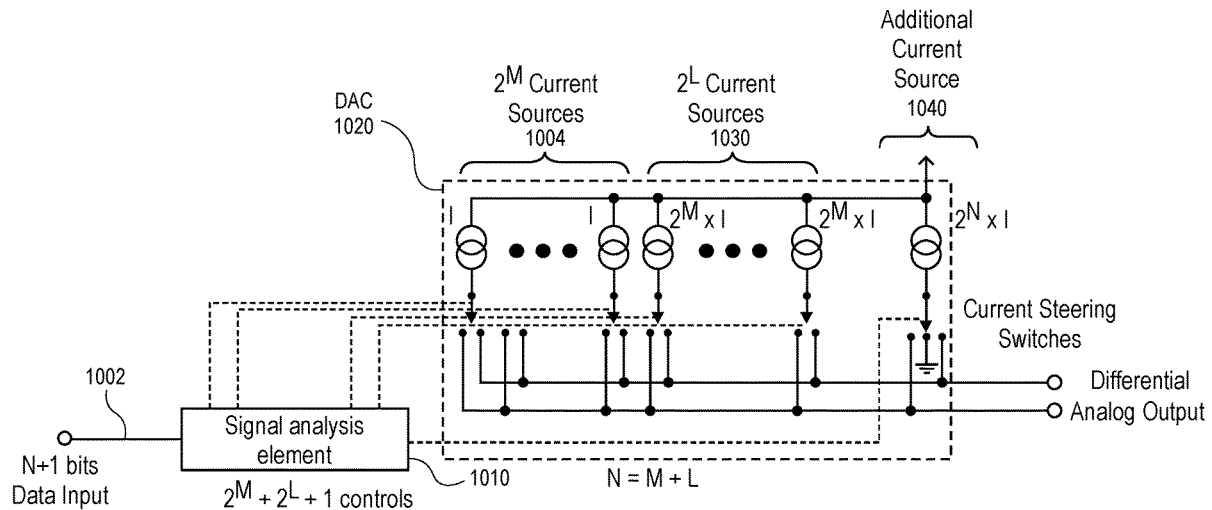 Additional
Current
Source
1040
2^M Current
Sources
1004
2^L Current
Sources
1030
DAC
1020
I
I
2^M x I
2^M x I
2^N x I
Current Steering
Switches
Differential
Analog Output
1002
Signal analysis
element
N+1 bits
Data Input
1010
2^M + 2^L + 1 controls
N = M + L